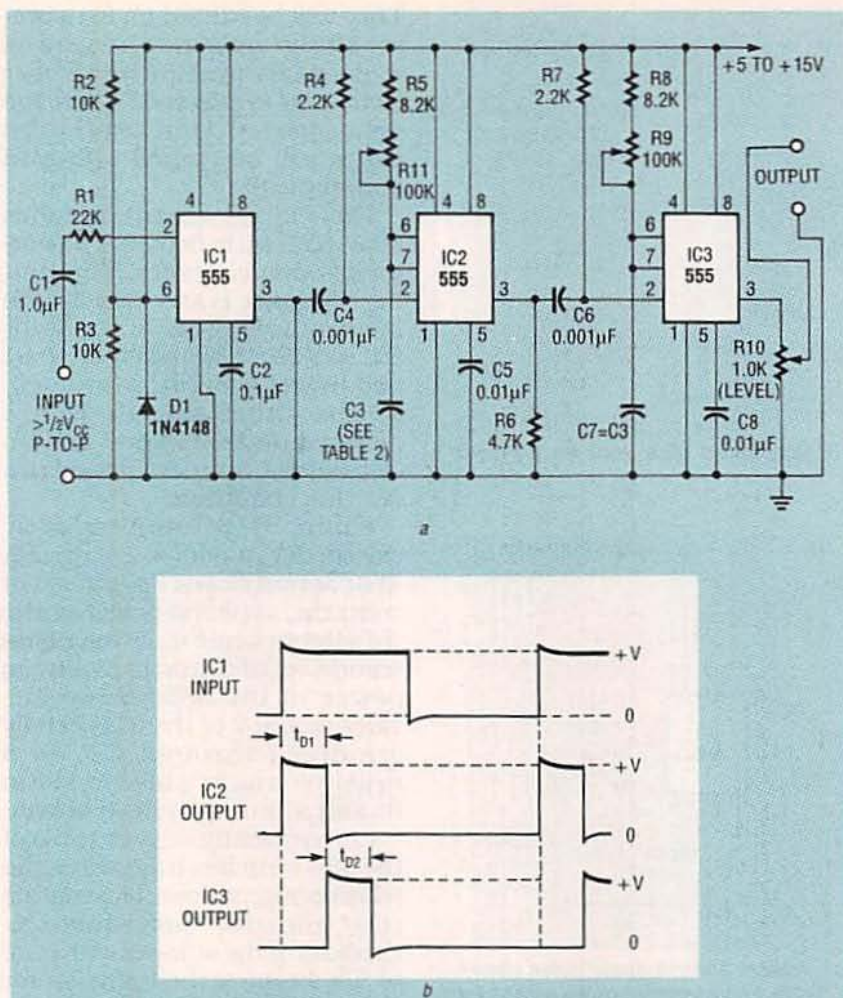 R2
10K
R4
2.2K
R5
8.2K
R7
2.2K
R8
8.2K
+5 TO +15V
R11
100K
R9
100K
OUTPUT
R1
22K
C1
1.0µF
4
8
2
IC1
555
6
3
1
5
4
8
6
7
IC2
555
2
3
1
5
4
8
6
7
IC3
555
2
3
1
5
C4
0.001µF
C6
0.001µF
R3
10K
C2
0.1µF
C5
0.01µF
R10
1.0K
(LEVEL)
INPUT
>1/2VCC
P-TO-P
D1
1N4148
C3
(SEE
TABLE 2)
R6
4.7K
C7=C3
C8
0.01µF
a
IC1
INPUT
+V
0
tD1
IC2
OUTPUT
+V
0
tD2
IC3
OUTPUT
+V
0
b